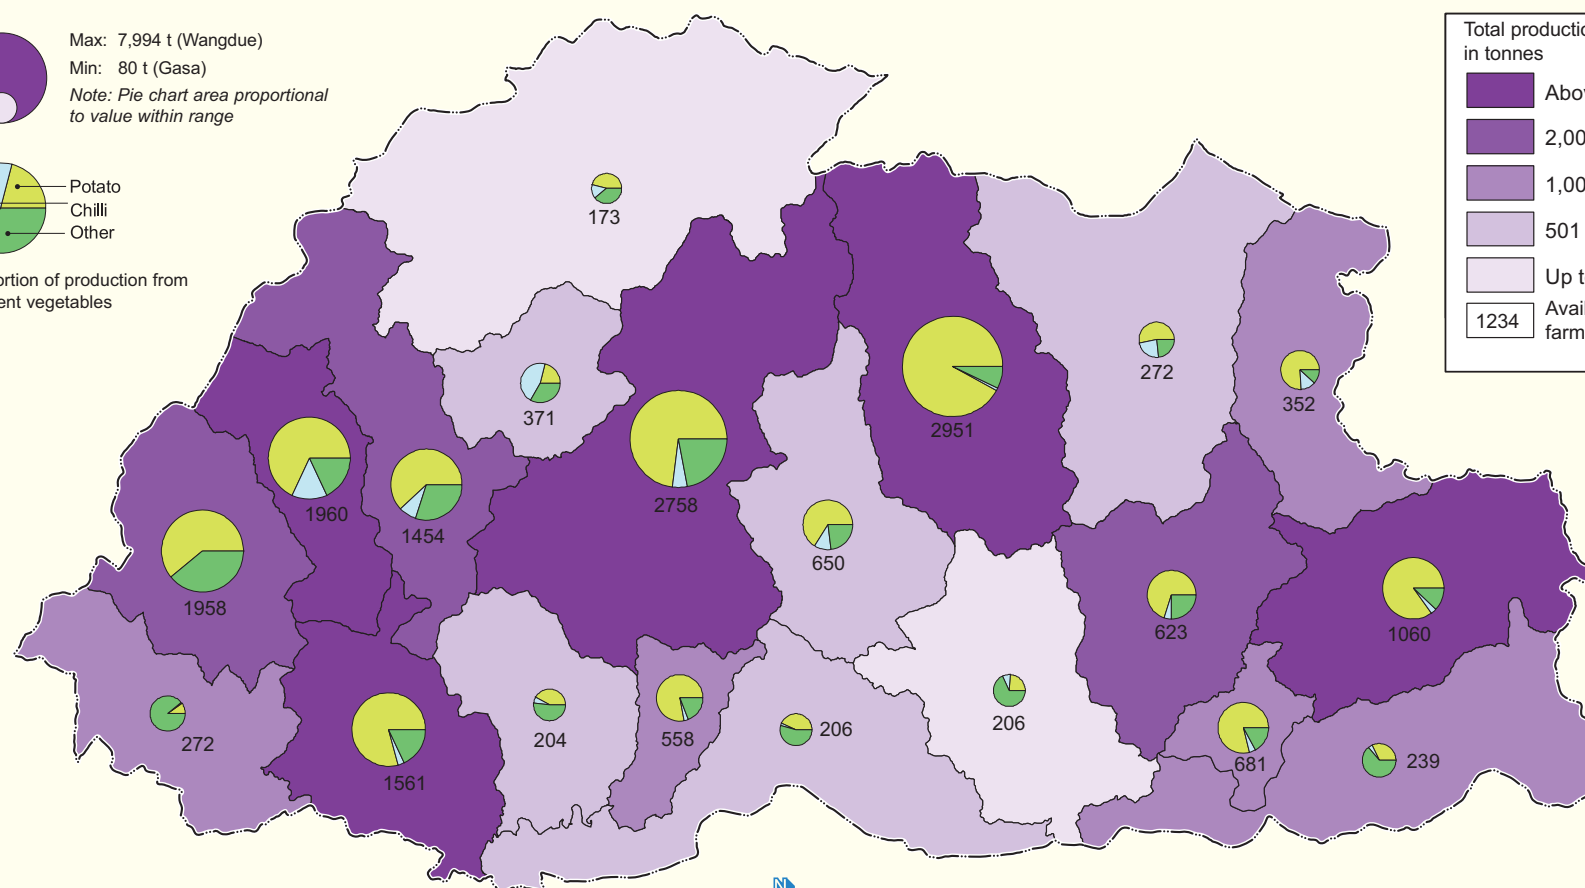 Max: 7,994 t (Wangdue)
Min: 80 t (Gasa)
Note: Pie chart area proportional
to value within range
Potato
Chilli
Other
ortion of production from
ent vegetables
Total productio
in tonnes
Abov
2,00
1,00
501
Up t
1234
Avail
farm
173
371
2758
2951
272
352
1960
1454
1958
650
623
1060
272
1561
204
558
206
206
681
239
N